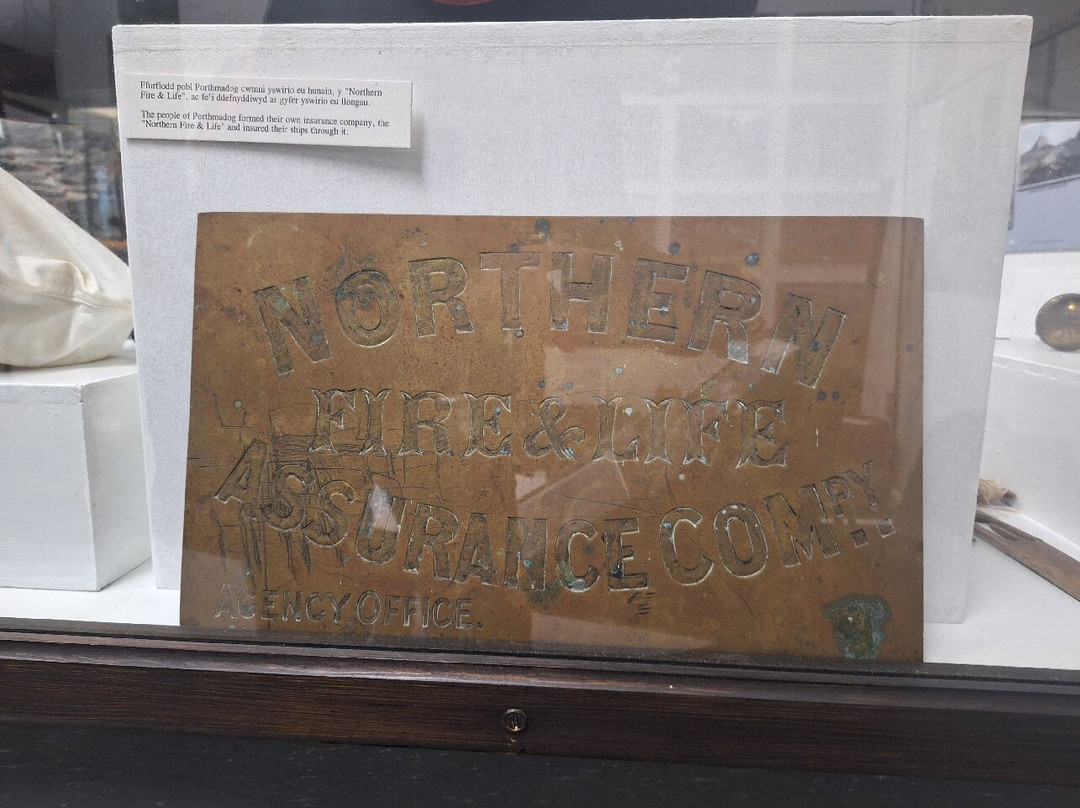 Ffurfiodd pobl Porthmadog cwmni yswirio eu hunain, y "Northern
Fire & Life", ac fe'i ddefnyddiwyd ar gyfer yswirio eu llongau.
The people of Porthmadog formed their own insurance company, the
"Northern Fire & Life" and insured their ships through it.
NORTHERN
FIRE & LIFE
ASSURANCE COMPY.
AGENCY OFFICE.